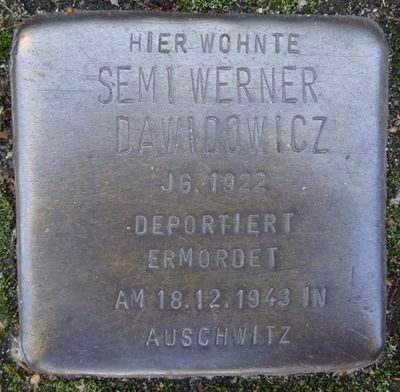 HIER WOHNTE
SEMI WERNER
DAWIDOWICZ
JG. 1922
DEPORTIERT
ERMORDET
AM 18.12.1943 IN
AUSCHWITZ